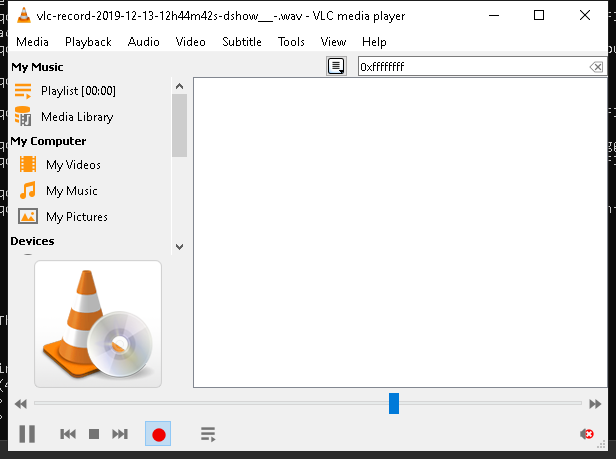 vlc-record-2019-12-13-12h44m42s-dshow___-.wav - VLC media player
Media Playback Audio Video Subtitle Tools View Help
My Music
0xffffffff
Playlist [00:00]
Media Library
My Computer
My Videos
My Music
My Pictures
Devices